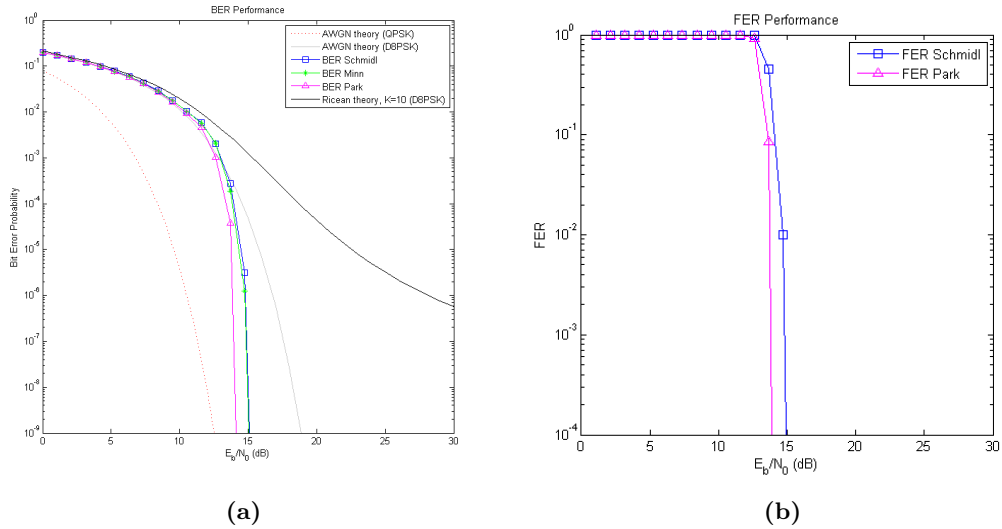 BER Performance
10^0
10^-1
10^-2
10^-3
10^-4
10^-5
10^-6
10^-7
10^-8
10^-9
Bit Error Probability
0 5 10 15 20 25 30
E_b/N_0 (dB)
AWGN theory (QPSK)
AWGN theory (D8PSK)
BER Schmidl
BER Minn
BER Park
Ricean theory, K=10 (D8PSK)
(a)
FER Performance
10^0
10^-1
10^-2
10^-3
10^-4
FER
0 5 10 15 20 25 30
E_b/N_0 (dB)
FER Schmidl
FER Park
(b)